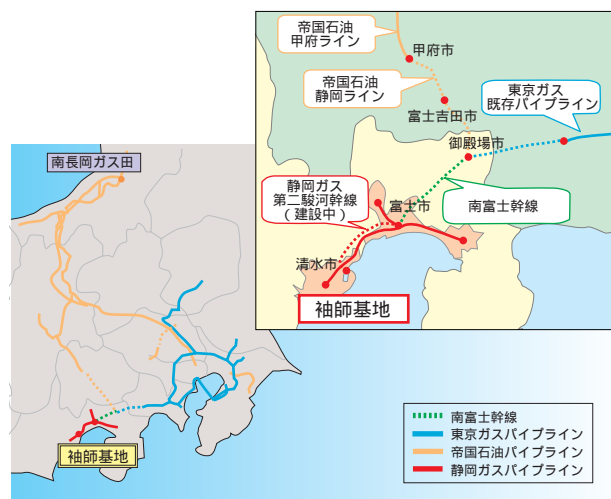 帝国石油
甲府ライン
甲府市
帝国石油
静岡ライン
富士吉田市
東京ガス
既存パイプライン
御殿場市
南長岡ガス田
静岡ガス
第二駿河幹線
(建設中)
富士市
南富士幹線
清水市
袖師基地
南富士幹線
東京ガスパイプライン
帝国石油パイプライン
静岡ガスパイプライン
袖師基地